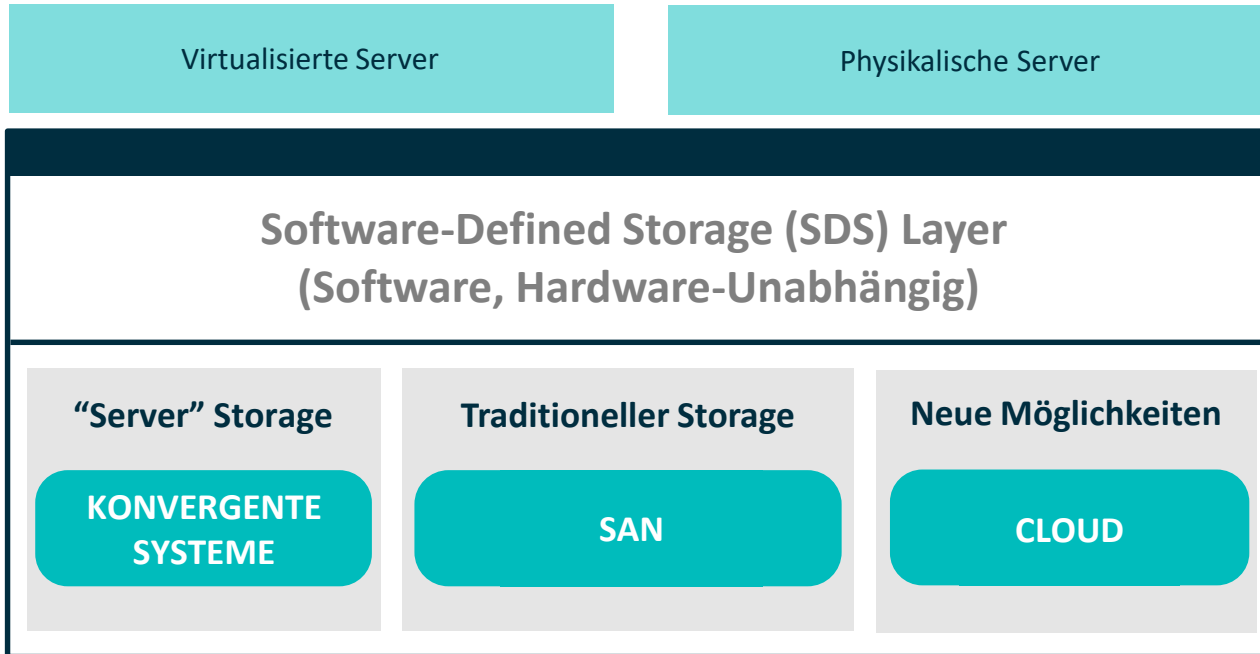 Virtualisierte Server
Physikalische Server
Software-Defined Storage (SDS) Layer
(Software, Hardware-Unabhängig)
“Server” Storage
KONVERGENTE
SYSTEME
Traditioneller Storage
SAN
Neue Möglichkeiten
CLOUD